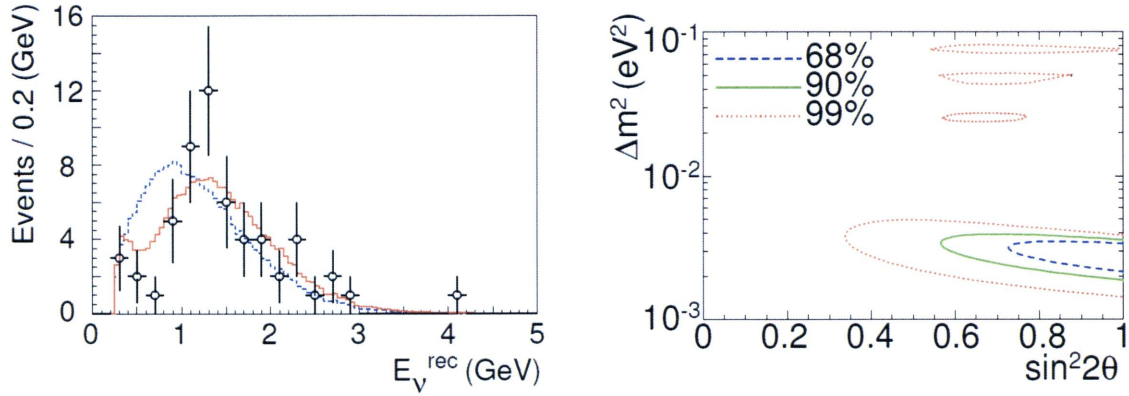 Events / 0.2 (GeV)
16
12
8
4
0
0 1 2 3 4 5
E_ν^rec (GeV)
Δm² (eV²)
10⁻¹
10⁻²
10⁻³
68%
90%
99%
0 0.2 0.4 0.6 0.8 1
sin²2θ